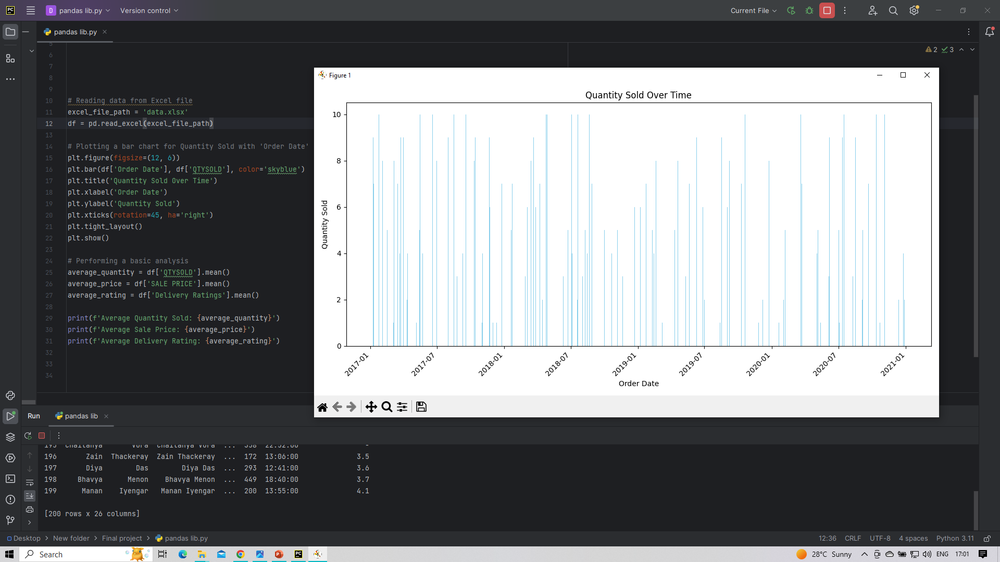 PC D pandas lib.py Version control Current File
pandas lib.py
5
6
7
8
9
10 # Reading data from Excel file
11 excel_file_path = 'data.xlsx'
12 df = pd.read_excel(excel_file_path)
13
14 # Plotting a bar chart for Quantity Sold with 'Order Date'
15 plt.figure(figsize=(12, 6))
16 plt.bar(df['Order Date'], df['QTYSOLD'], color='skyblue')
17 plt.title('Quantity Sold Over Time')
18 plt.xlabel('Order Date')
19 plt.ylabel('Quantity Sold')
20 plt.xticks(rotation=45, ha='right')
21 plt.tight_layout()
22 plt.show()
23
24 # Performing a basic analysis
25 average_quantity = df['QTYSOLD'].mean()
26 average_price = df['SALE PRICE'].mean()
27 average_rating = df['Delivery Ratings'].mean()
28
29 print(f'Average Quantity Sold: {average_quantity}')
30 print(f'Average Sale Price: {average_price}')
31 print(f'Average Delivery Rating: {average_rating}')
32
33
34
2 3
Figure 1
Quantity Sold Over Time
10
8
6
4
2
0
Quantity Sold
2017-01 2017-07 2018-01 2018-07 2019-01 2019-07 2020-01 2020-07 2021-01
Order Date
Run pandas lib
195 Chaitanya Vora Chaitanya Vora ... 358 22:52:00 -
196 Zain Thackeray Zain Thackeray ... 172 13:06:00 3.5
197 Diya Das Diya Das ... 293 12:41:00 3.6
198 Bhavya Menon Bhavya Menon ... 449 18:40:00 3.7
199 Manan Iyengar Manan Iyengar ... 200 13:55:00 4.1
[200 rows x 26 columns]
Desktop > New folder > Final project > pandas lib.py 12:36 CRLF UTF-8 4 spaces Python 3.11
Search 28°C Sunny ENG 17:01